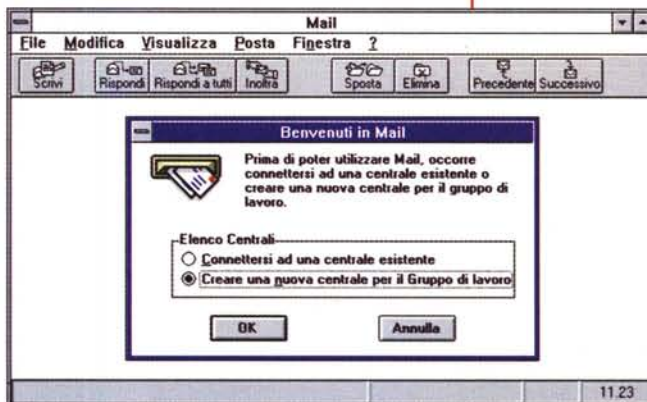 Mail
File Modifica Visualizza Posta Finestra ?
Scrivi Rispondi Rispondi a tutti Inoltra Sposta Elimina Precedente Successivo
Benvenuti in Mail
Prima di poter utilizzare Mail, occorre
connettersi ad una centrale esistente o
creare una nuova centrale per il gruppo di
lavoro.
Elenco Centrali
Connettersi ad una centrale esistente
Creare una nuova centrale per il Gruppo di lavoro
OK Annulla
11.23